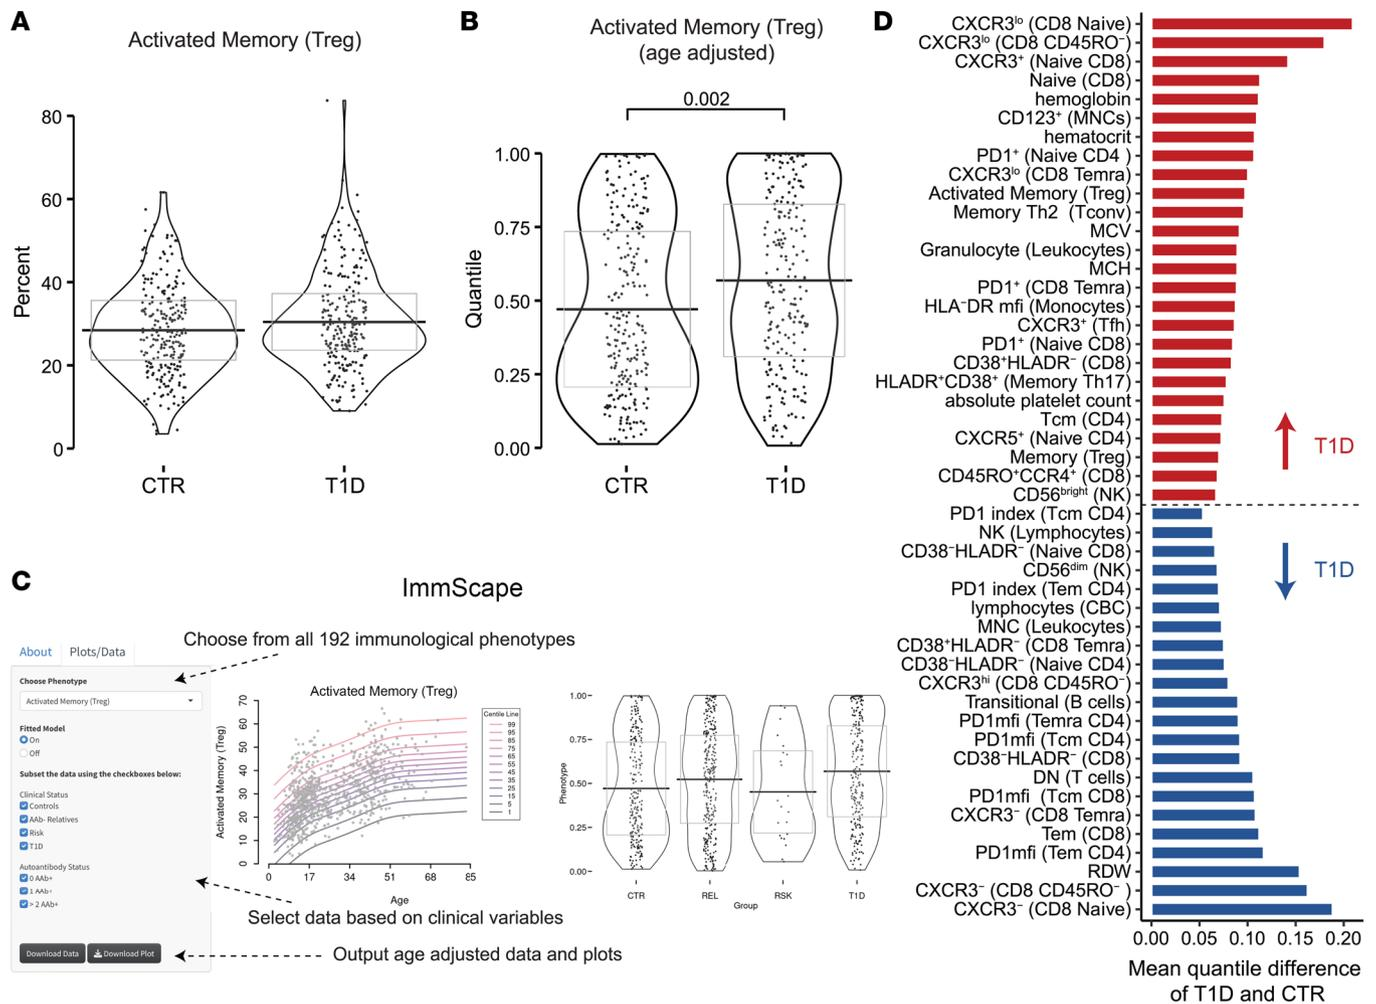 A
Activated Memory (Treg)
Percent
80
60
40
20
0
CTR
T1D
B
Activated Memory (Treg)
(age adjusted)
0.002
Quantile
1.00
0.75
0.50
0.25
0.00
CTR
T1D
C
ImmScape
Choose from all 192 immunological phenotypes
About
Plots/Data
Choose Phenotype
Activated Memory (Treg)
Fitted Model
On
Off
Subset the data using the checkboxes below:
Clinical Status
Controls
AAb- Relatives
Risk
T1D
Autoantibody Status
0 AAb+
1 AAb+
> 2 AAb+
Download Data
Download Plot
Activated Memory (Treg)
Activated Memory (Treg)
70
60
50
40
30
20
10
0
0
17
34
51
68
85
Age
Centile Line
99
95
85
75
65
55
45
35
25
15
5
1
Phenotype
1.00
0.75
0.50
0.25
0.00
CTR
REL
RSK
T1D
Group
Select data based on clinical variables
Output age adjusted data and plots
D
CXCR3ˡᵒ (CD8 Naive)
CXCR3ˡᵒ (CD8 CD45RO⁻)
CXCR3⁺ (Naive CD8)
Naive (CD8)
hemoglobin
CD123⁺ (MNCs)
hematocrit
PD1⁺ (Naive CD4 )
CXCR3ˡᵒ (CD8 Temra)
Activated Memory (Treg)
Memory Th2 (Tconv)
MCV
Granulocyte (Leukocytes)
MCH
PD1⁺ (CD8 Temra)
HLA⁻DR mfi (Monocytes)
CXCR3⁺ (Tfh)
PD1⁺ (Naive CD8)
CD38⁺HLADR⁻ (CD8)
HLADR⁺CD38⁺ (Memory Th17)
absolute platelet count
Tcm (CD4)
CXCR5⁺ (Naive CD4)
Memory (Treg)
CD45RO⁺CCR4⁺ (CD8)
CD56ᵇʳⁱᵍʰᵗ (NK)
PD1 index (Tcm CD4)
NK (Lymphocytes)
CD38⁻HLADR⁻ (Naive CD8)
CD56ᵈⁱᵐ (NK)
PD1 index (Tem CD4)
lymphocytes (CBC)
MNC (Leukocytes)
CD38⁺HLADR⁻ (CD8 Temra)
CD38⁻HLADR⁻ (Naive CD4)
CXCR3ʰⁱ (CD8 CD45RO⁻)
Transitional (B cells)
PD1mfi (Temra CD4)
PD1mfi (Tcm CD4)
CD38⁻HLADR⁻ (CD8)
DN (T cells)
PD1mfi (Tcm CD8)
CXCR3⁻ (CD8 Temra)
Tem (CD8)
PD1mfi (Tem CD4)
RDW
CXCR3⁻ (CD8 CD45RO⁻ )
CXCR3⁻ (CD8 Naive)
T1D
T1D
0.00
0.05
0.10
0.15
0.20
Mean quantile difference
of T1D and CTR